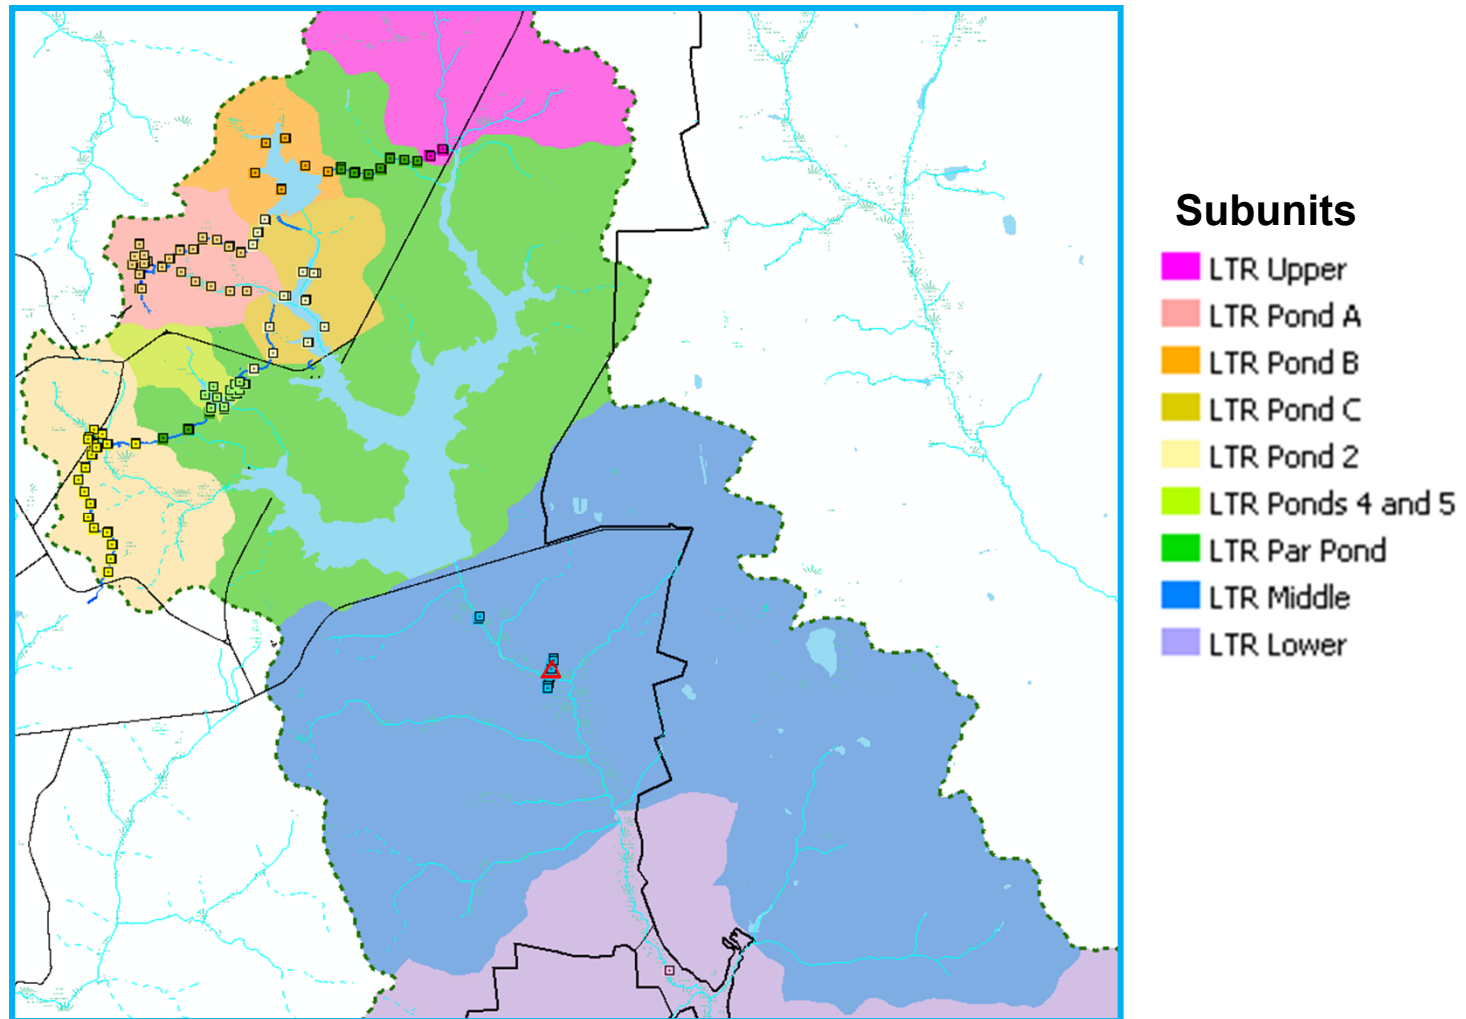 Subunits
LTR Upper
LTR Pond A
LTR Pond B
LTR Pond C
LTR Pond 2
LTR Ponds 4 and 5
LTR Par Pond
LTR Middle
LTR Lower